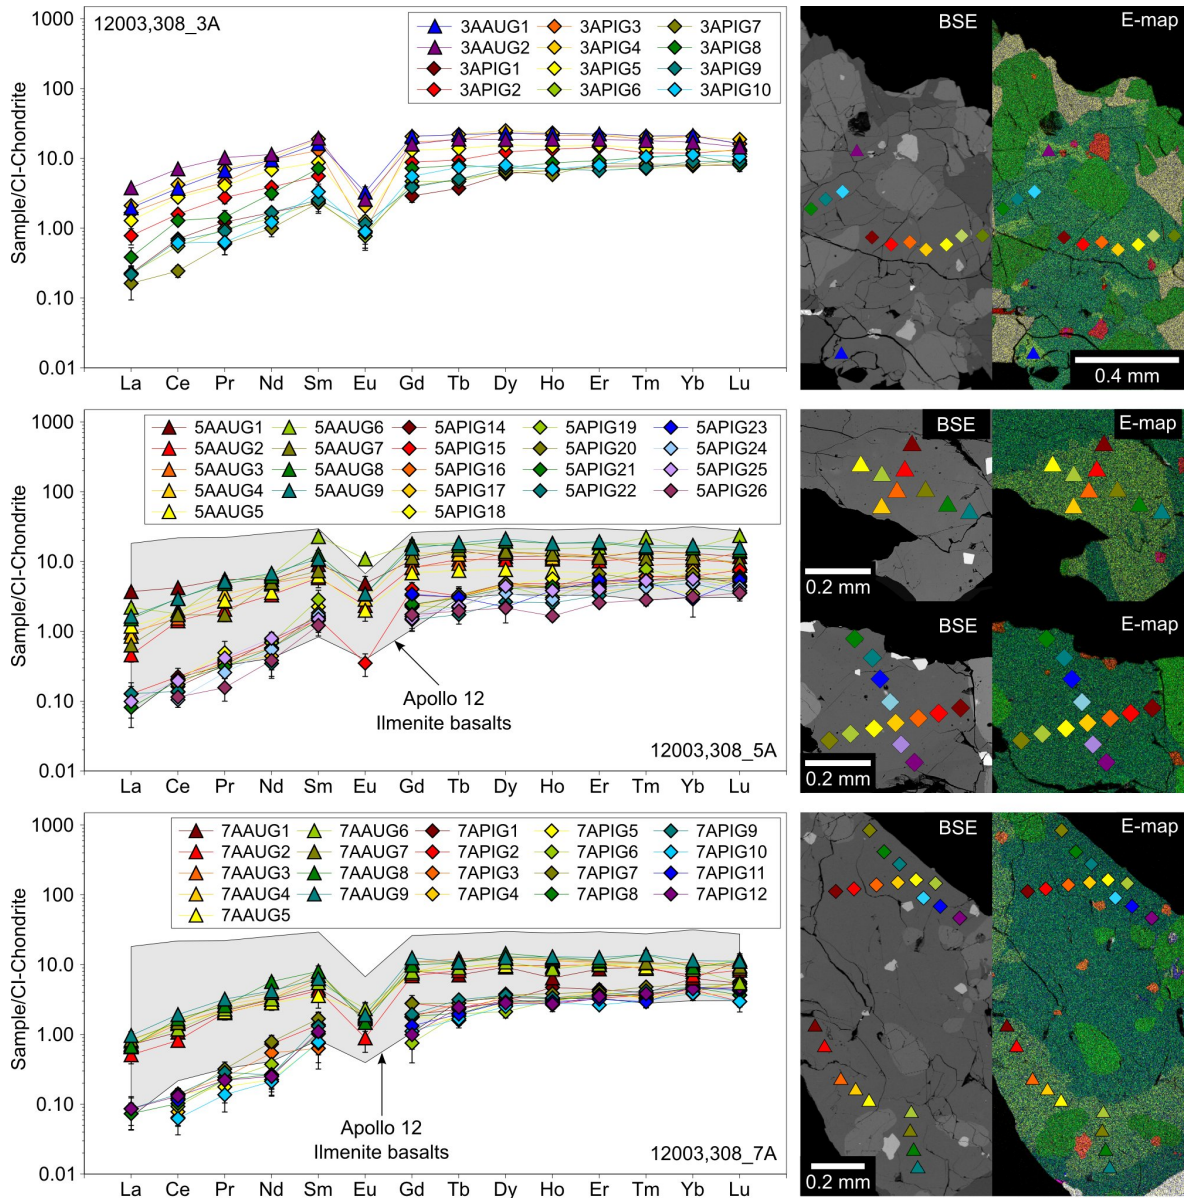 12003,308_3A
1000
100
10.0
1.00
0.10
0.01
Sample/CI-Chondrite
3AAUG1 3APIG3 3APIG7
3AAUG2 3APIG4 3APIG8
3APIG1 3APIG5 3APIG9
3APIG2 3APIG6 3APIG10
La Ce Pr Nd Sm Eu Gd Tb Dy Ho Er Tm Yb Lu
BSE E-map
0.4 mm
1000
100
10.0
1.00
0.10
0.01
Sample/CI-Chondrite
5AAUG1 5AAUG6 5APIG14 5APIG19 5APIG23
5AAUG2 5AAUG7 5APIG15 5APIG20 5APIG24
5AAUG3 5AAUG8 5APIG16 5APIG21 5APIG25
5AAUG4 5AAUG9 5APIG17 5APIG22 5APIG26
5AAUG5 5APIG18
Apollo 12
Ilmenite basalts
12003,308_5A
La Ce Pr Nd Sm Eu Gd Tb Dy Ho Er Tm Yb Lu
BSE E-map
0.2 mm
BSE E-map
0.2 mm
1000
100
10.0
1.00
0.10
0.01
Sample/CI-Chondrite
7AAUG1 7AAUG6 7APIG1 7APIG5 7APIG9
7AAUG2 7AAUG7 7APIG2 7APIG6 7APIG10
7AAUG3 7AAUG8 7APIG3 7APIG7 7APIG11
7AAUG4 7AAUG9 7APIG4 7APIG8 7APIG12
7AAUG5
Apollo 12
Ilmenite basalts
12003,308_7A
La Ce Pr Nd Sm Eu Gd Tb Dy Ho Er Tm Yb Lu
BSE E-map
0.2 mm